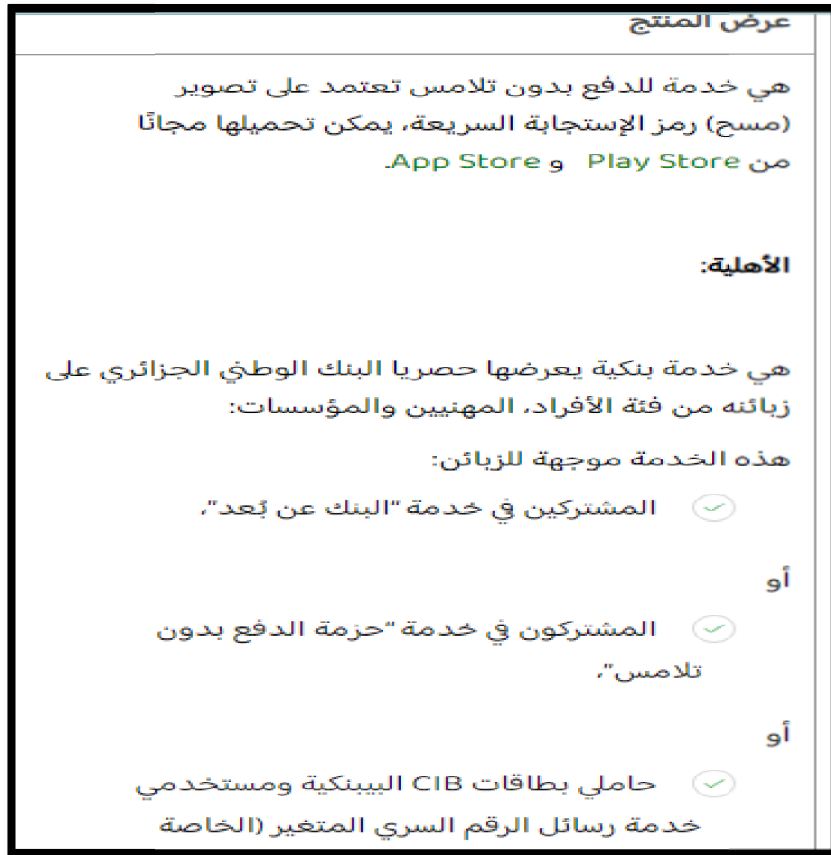 عرض المنتج
هي خدمة للدفع بدون تلامس تعتمد على تصوير
(مسح) رمز الإستجابة السريعة، يمكن تحميلها مجانًا
من Play Store و App Store.
الأهلية:
هي خدمة بنكية يعرضها حصريا البنك الوطني الجزائري على
زبائنه من فئة الأفراد، المهنيين والمؤسسات:
هذه الخدمة موجهة للزبائن:
المشتركين في خدمة "البنك عن بُعد"،
أو
المشتركون في خدمة "حزمة الدفع بدون
تلامس"،
أو
حاملي بطاقات CIB البيبنكية ومستخدمي
خدمة رسائل الرقم السري المتغير (الخاصة